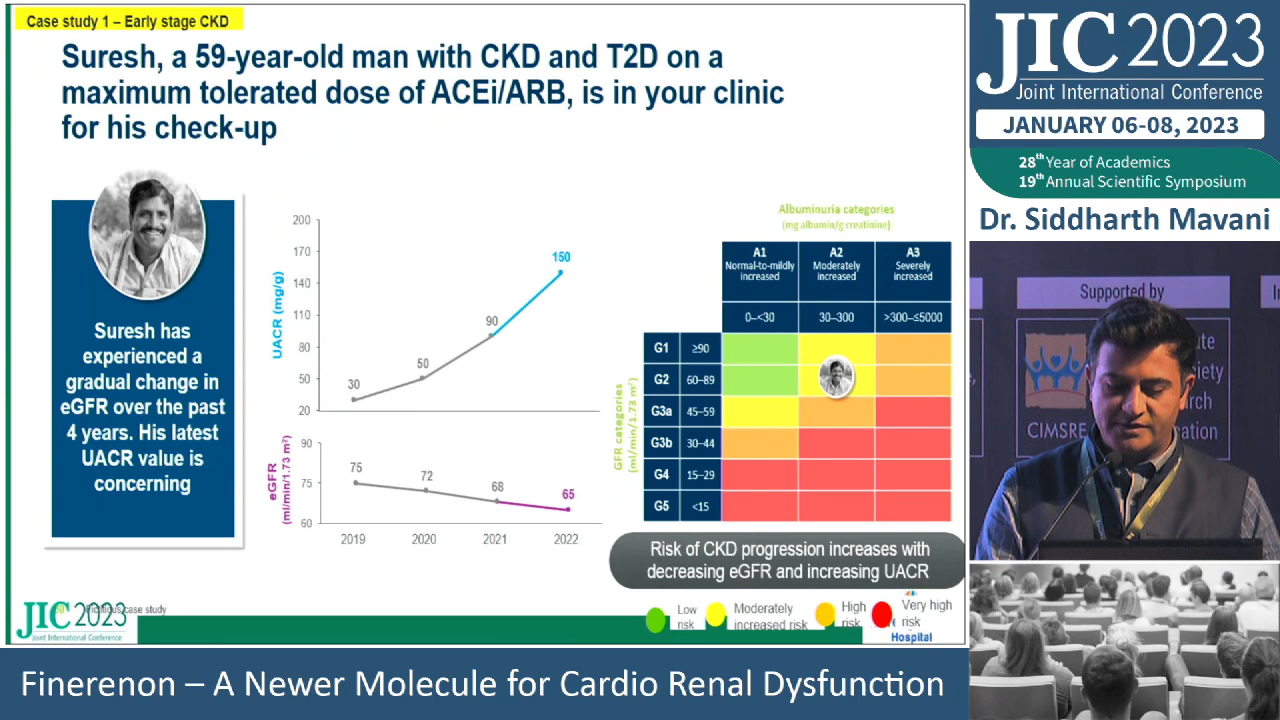 Case study 1 – Early stage CKD
Suresh, a 59-year-old man with CKD and T2D on a
maximum tolerated dose of ACEi/ARB, is in your clinic
for his check-up
Suresh has
experienced a
gradual change in
eGFR over the past
4 years. His latest
UACR value is
concerning
UACR (mg/g)
200
170
140
110
80
50
20
30
50
90
150
eGFR
(ml/min/1.73 m²)
90
75
60
75
72
68
65
2019
2020
2021
2022
Albuminuria categories
(mg albumin/g creatinine)
A1
Normal-to-mildly
increased
A2
Moderately
increased
A3
Severely
increased
0–<30
30–300
>300–≤5000
GFR categories
(ml/min/1.73 m²)
G1 ≥90
G2 60–89
G3a 45–59
G3b 30–44
G4 15–29
G5 <15
Risk of CKD progression increases with
decreasing eGFR and increasing UACR
Low
risk
Moderately
increased risk
High
risk
Very high
risk
Hospital
case study
JIC 2023
Joint International Conference
JIC 2023
Joint International Conference
JANUARY 06-08, 2023
28th Year of Academics
19th Annual Scientific Symposium
Dr. Siddharth Mavani
Supported by
CIMSRE
Finerenon – A Newer Molecule for Cardio Renal Dysfunction